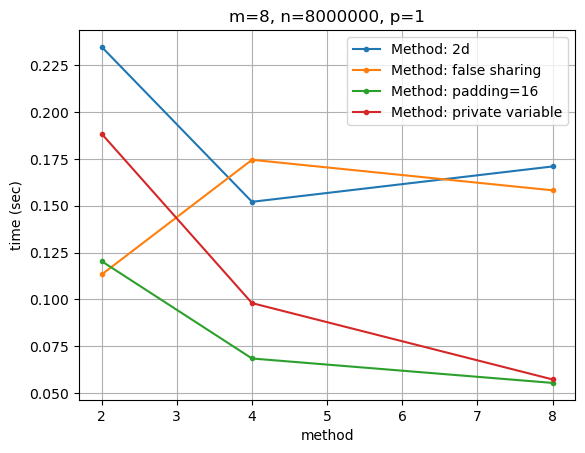 m=8, n=8000000, p=1
Method: 2d
Method: false sharing
Method: padding=16
Method: private variable
time (sec)
0.225
0.200
0.175
0.150
0.125
0.100
0.075
0.050
2 3 4 5 6 7 8
method